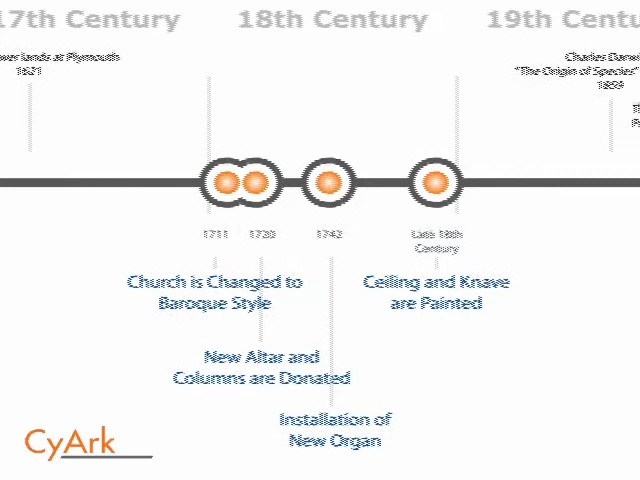 17th Century
18th Century
19th
lands at Plymouth
1621
Charles
"The Origin of Species"
1859
1711
1720
1742
Late 18th
Century
Church is Changed to
Baroque Style
Ceiling and Knave
are Painted
New Altar and
Columns are Donated
Installation of
New Organ
CyArk